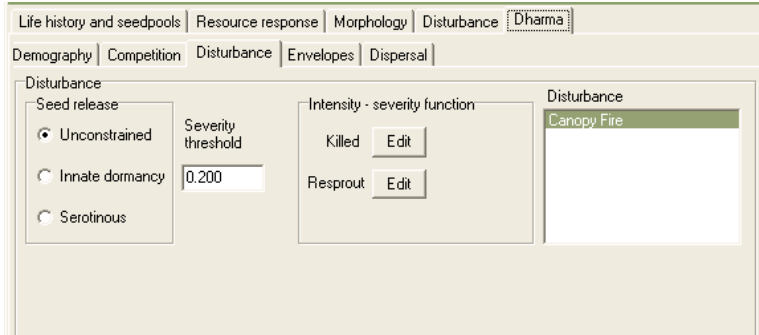 Life history and seedpools Resource response Morphology Disturbance Dharma
Demography Competition Disturbance Envelopes Dispersal
Disturbance
Seed release
Unconstrained
Innate dormancy
Serotinous
Severity
threshold
0.200
Intensity - severity function
Killed Edit
Resprout Edit
Disturbance
Canopy Fire